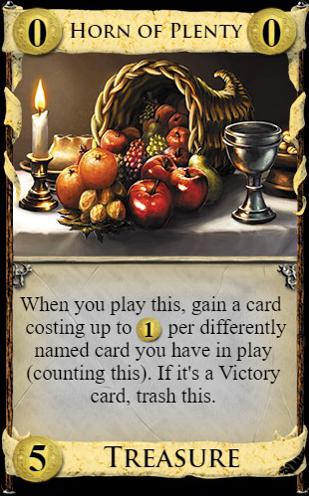 0 HORN OF PLENTY 0
When you play this, gain a card
costing up to 1 per differently
named card you have in play
(counting this). If it's a Victory
card, trash this.
5 TREASURE